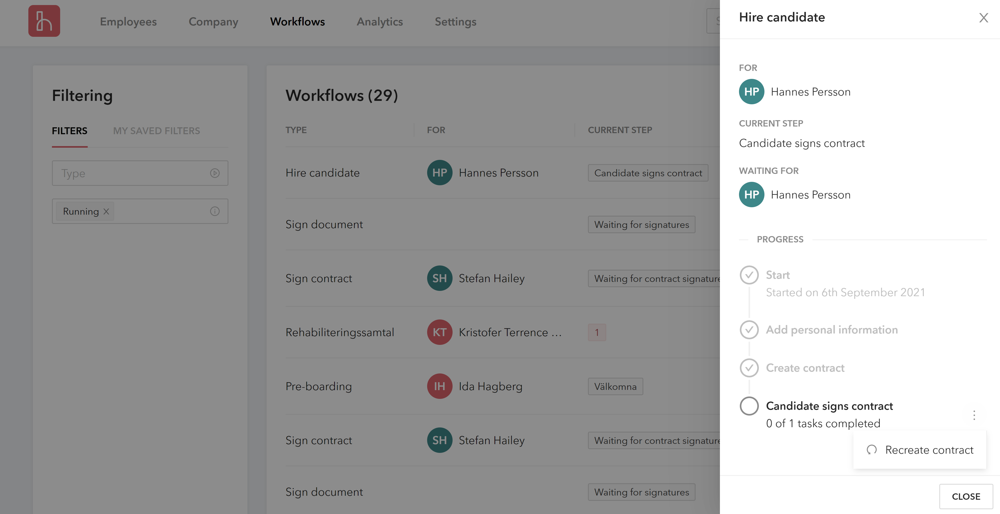 Employees
Company
Workflows
Analytics
Settings
Filtering
FILTERS
MY SAVED FILTERS
Type
Running
Workflows (29)
TYPE
FOR
CURRENT STEP
Hire candidate
HP
Hannes Persson
Candidate signs contract
Sign document
Waiting for signatures
Sign contract
SH
Stefan Hailey
Waiting for contract signature
Rehabiliteringssamtal
KT
Kristofer Terrence ...
1
Pre-boarding
IH
Ida Hagberg
Välkomna
Sign contract
SH
Stefan Hailey
Waiting for contract signature
Sign document
Waiting for signatures
Hire candidate
FOR
HP
Hannes Persson
CURRENT STEP
Candidate signs contract
WAITING FOR
HP
Hannes Persson
PROGRESS
Start
Started on 6th September 2021
Add personal information
Create contract
Candidate signs contract
0 of 1 tasks completed
Recreate contract
CLOSE